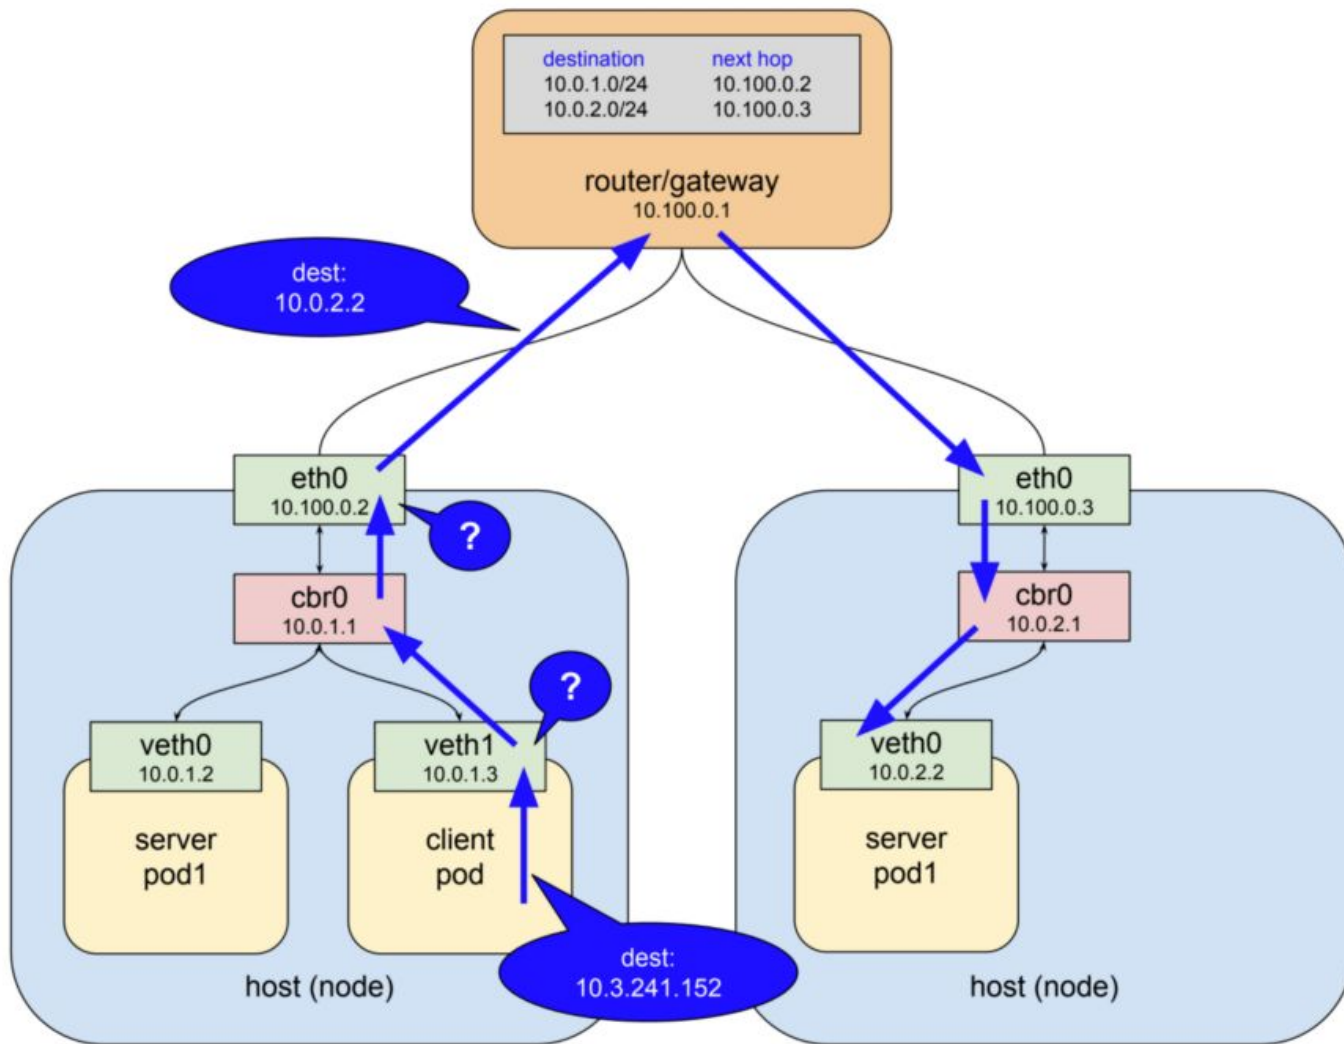 destination next hop
10.0.1.0/24 10.100.0.2
10.0.2.0/24 10.100.0.3
router/gateway
10.100.0.1
dest:
10.0.2.2
eth0
10.100.0.2
?
cbr0
10.0.1.1
?
veth0
10.0.1.2
server
pod1
veth1
10.0.1.3
client
pod
dest:
10.3.241.152
host (node)
eth0
10.100.0.3
cbr0
10.0.2.1
veth0
10.0.2.2
server
pod1
host (node)